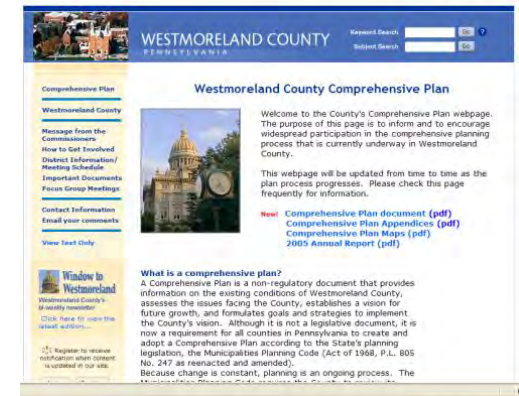 WESTMORELAND COUNTY
PENNSYLVANIA
Keyword Search
Go
?
Subject Search
Go
Comprehensive Plan
Westmoreland County
Message from the
Commissioners
How to Get Involved
District Information/
Meeting Schedule
Important Documents
Focus Group Meetings
Contact Information
Email your comments
View Text Only
Window to
Westmoreland
Westmoreland County's
bi-weekly newsletter
Click here to view the
latest edition...
Register to receive
notification when content
is updated in our site.
Westmoreland County Comprehensive Plan
Welcome to the County's Comprehensive Plan webpage.
The purpose of this page is to inform and to encourage
widespread participation in the comprehensive planning
process that is currently underway in Westmoreland
County.
This webpage will be updated from time to time as the
plan process progresses. Please check this page
frequently for information.
New! Comprehensive Plan document (pdf)
Comprehensive Plan Appendices (pdf)
Comprehensive Plan Maps (pdf)
2005 Annual Report (pdf)
What is a comprehensive plan?
A Comprehensive Plan is a non-regulatory document that provides
information on the existing conditions of Westmoreland County,
assesses the issues facing the County, establishes a vision for
future growth, and formulates goals and strategies to implement
the County's vision. Although it is not a legislative document, it is
now a requirement for all counties in Pennsylvania to create and
adopt a Comprehensive Plan according to the State's planning
legislation, the Municipalities Planning Code (Act of 1968, P.L. 805
No. 247 as reenacted and amended).
Because change is constant, planning is an ongoing process. The
Municipalities Planning Code requires the County to review its